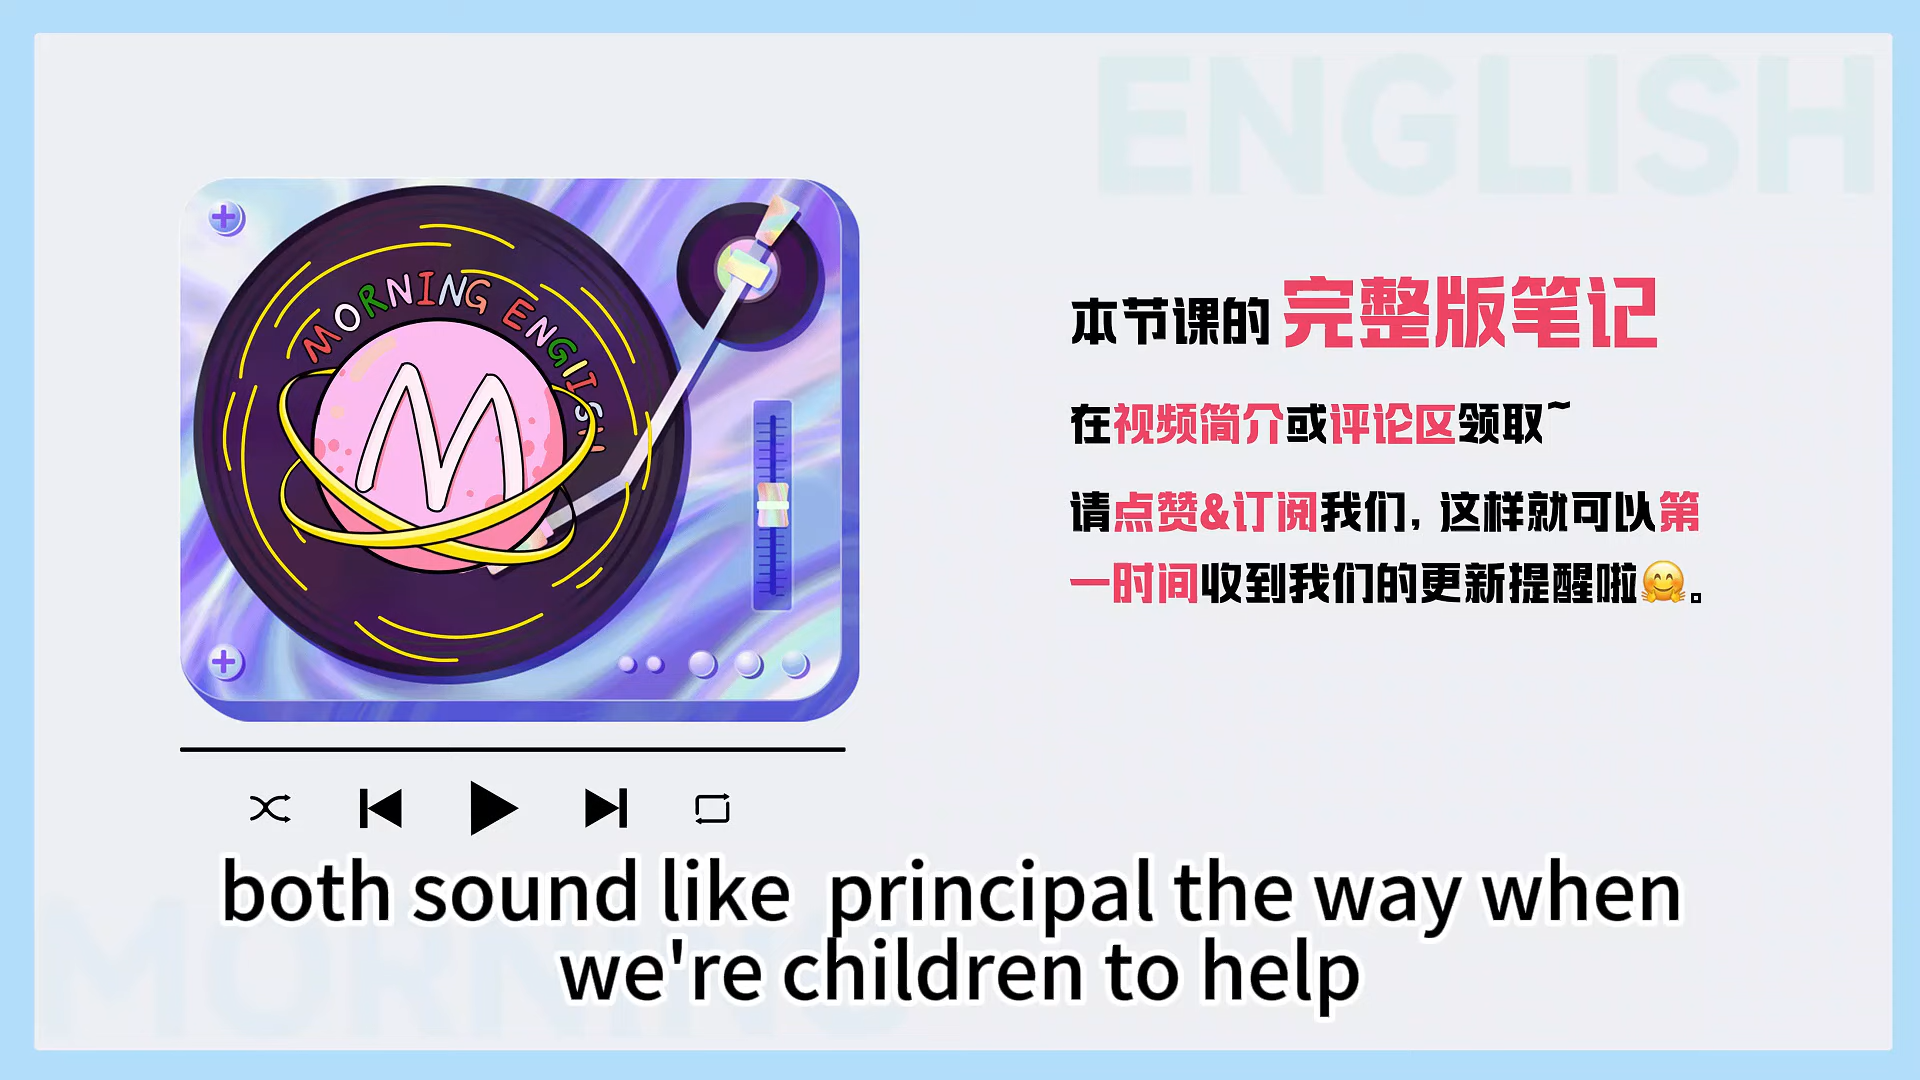 ENGLISH
MORNING ENGLISH
M
本节课的完整版笔记
在视频简介或评论区领取~
请点赞&订阅我们，这样就可以第
一时间收到我们的更新提醒啦🤗。
both sound like principal the way when
we're children to help
MORNING